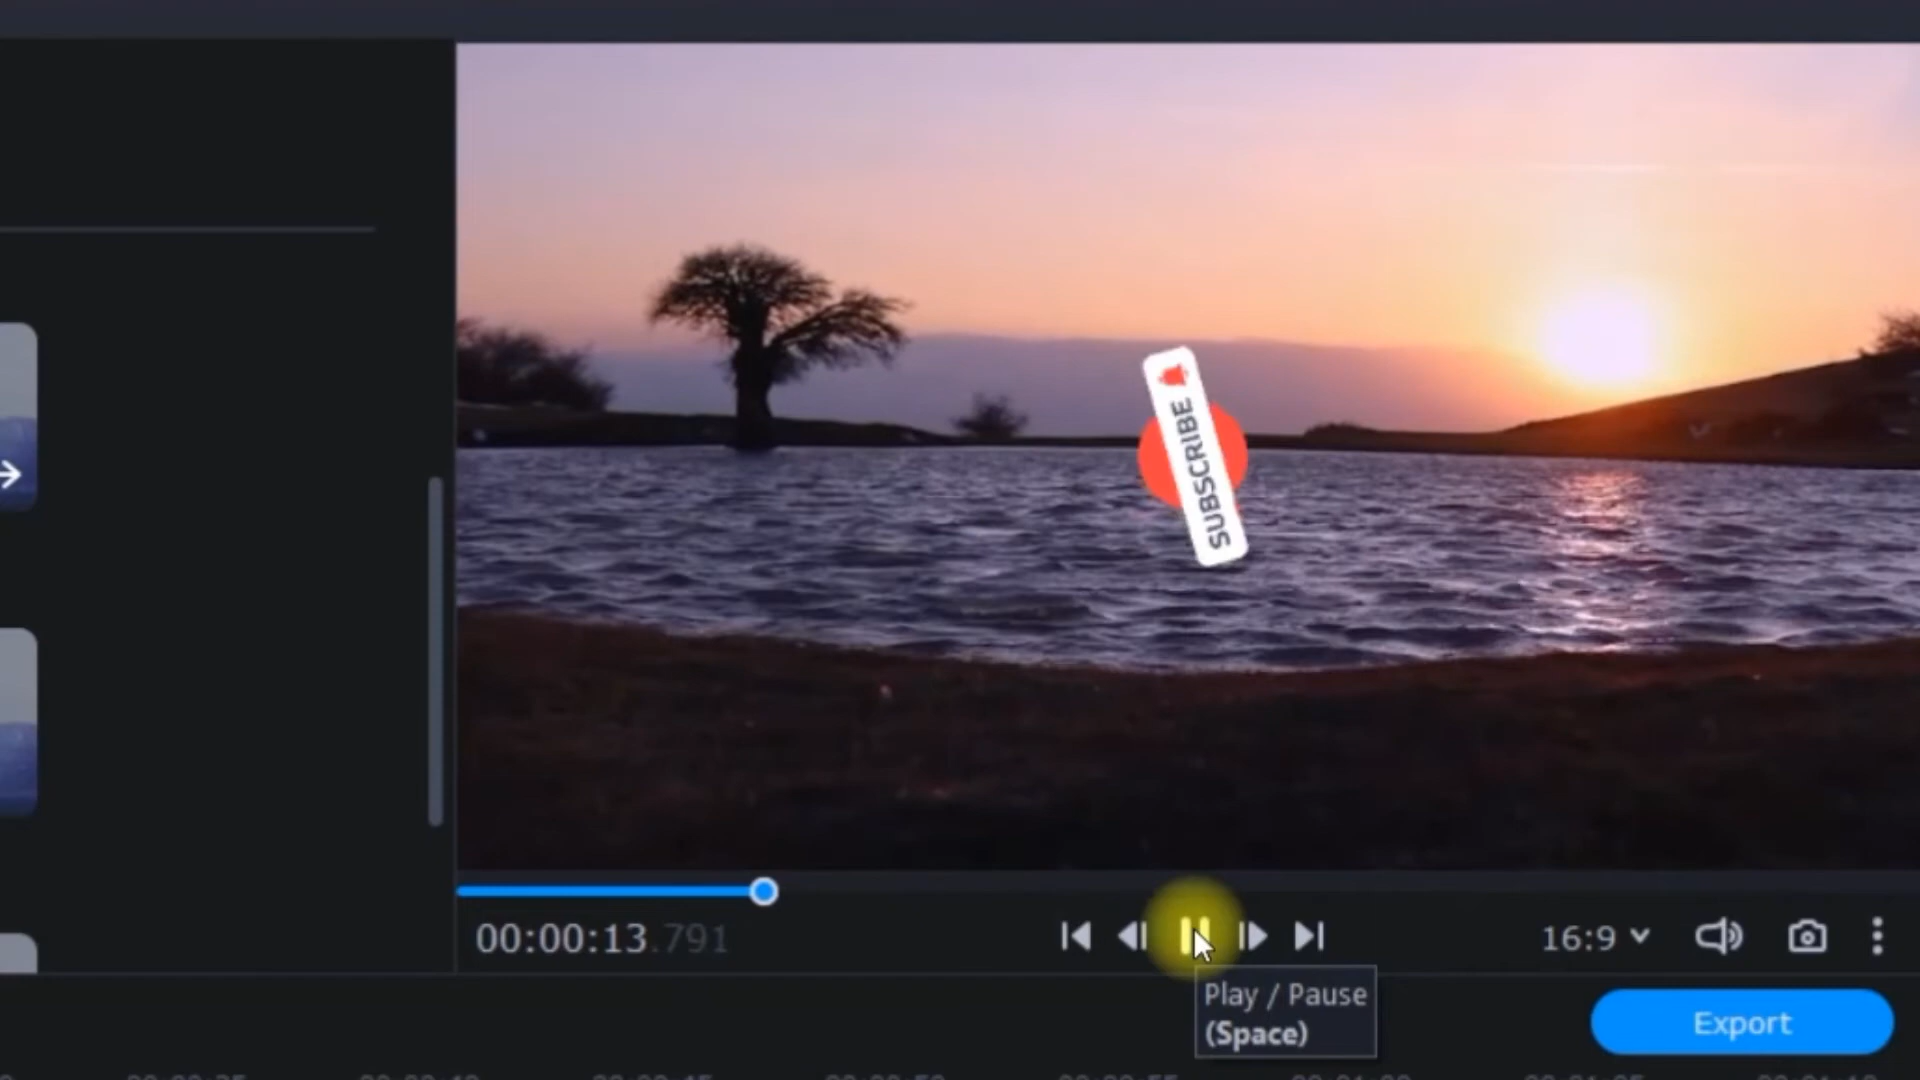 SUBSCRIBE
00:00:13.791
16:9
Play / Pause
(Space)
Export